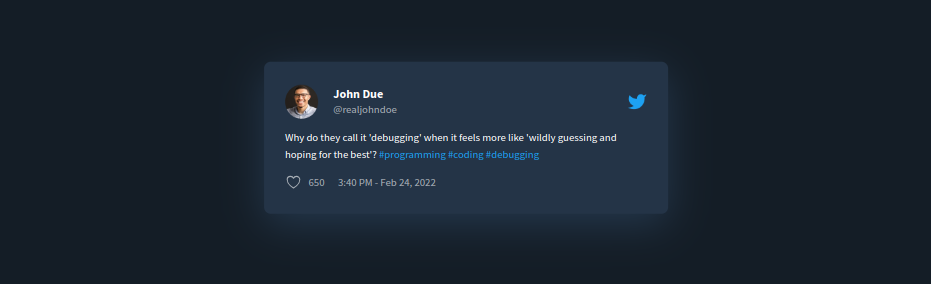 John Due
@realjohndoe
Why do they call it 'debugging' when it feels more like 'wildly guessing and
hoping for the best'? #programming #coding #debugging
650 3:40 PM - Feb 24, 2022